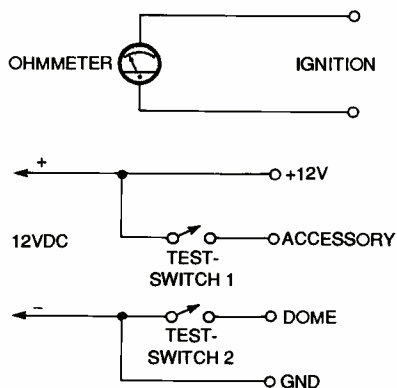 OHMMETER
IGNITION
+
+12V
12VDC
ACCESSORY
TEST-
SWITCH 1
−
DOME
TEST-
SWITCH 2
GND